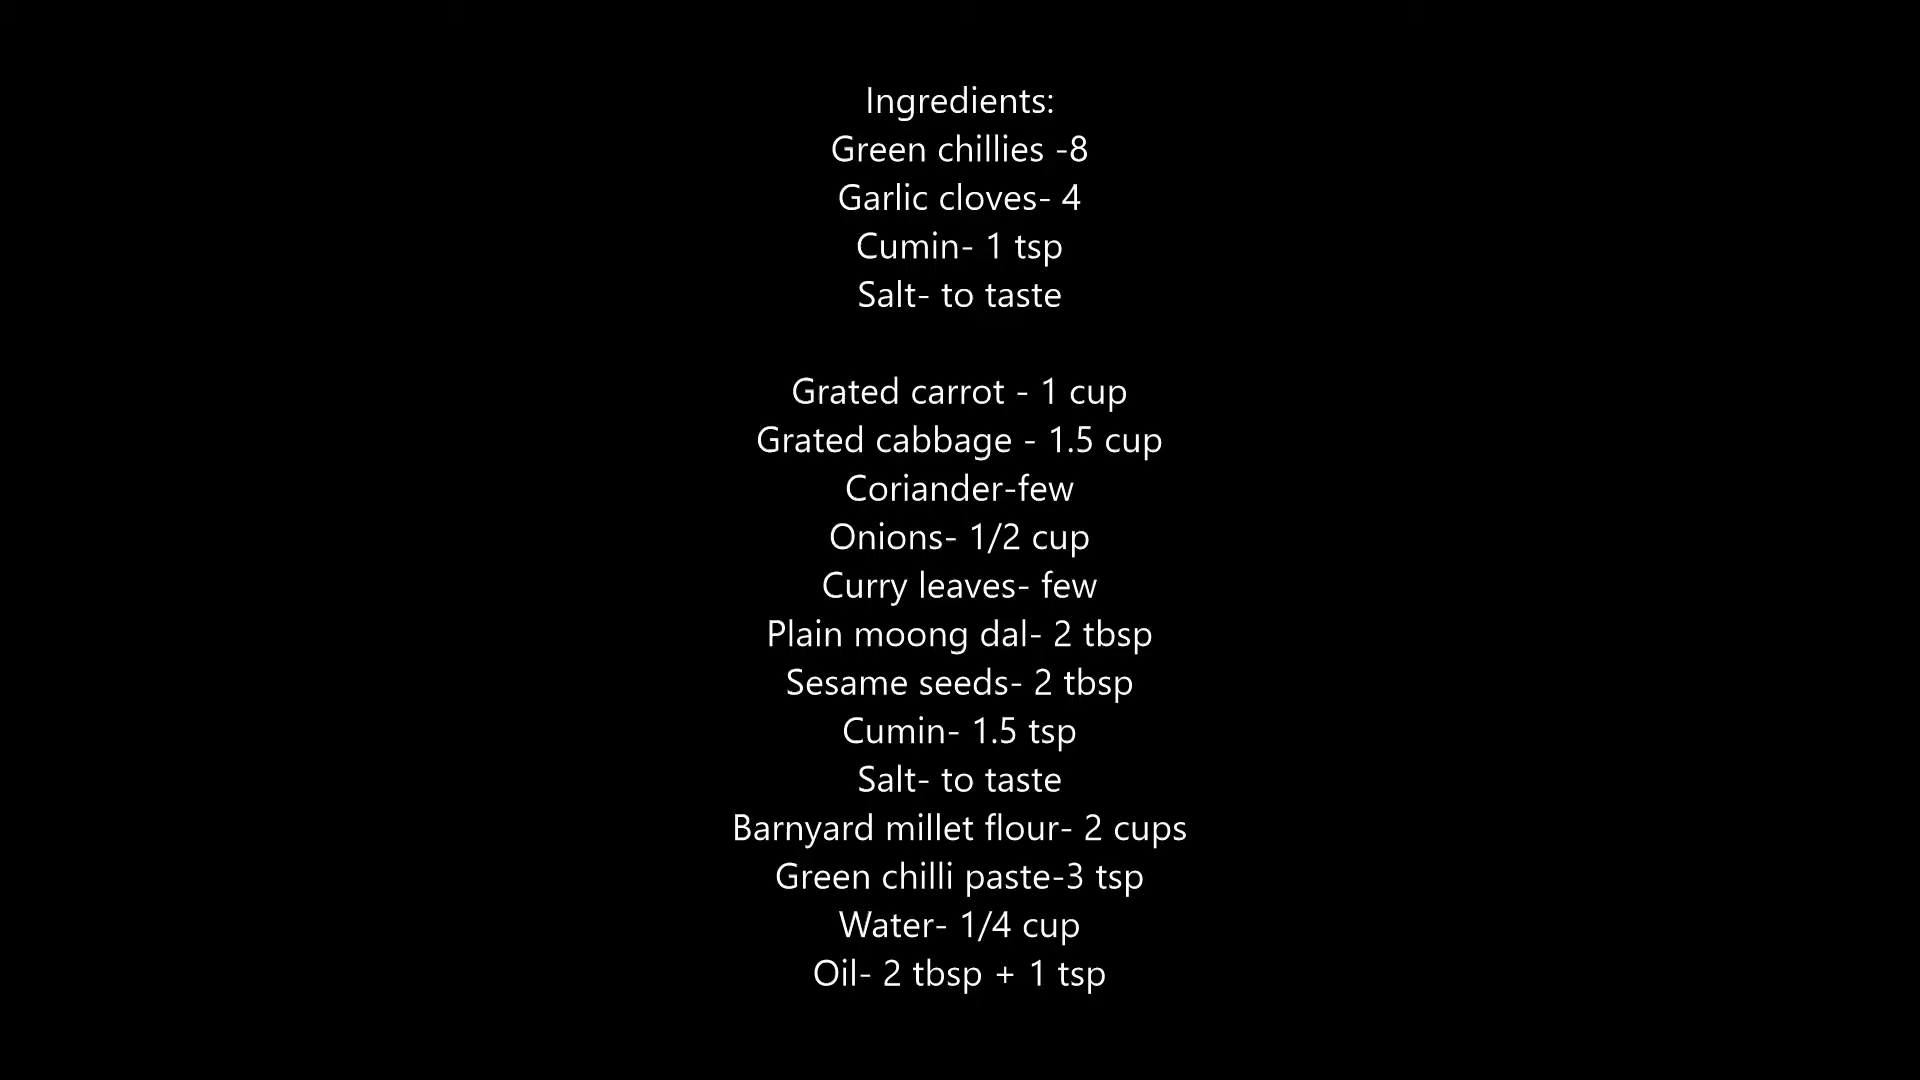 Ingredients:
Green chillies -8
Garlic cloves- 4
Cumin- 1 tsp
Salt- to taste
Grated carrot - 1 cup
Grated cabbage - 1.5 cup
Coriander-few
Onions- 1/2 cup
Curry leaves- few
Plain moong dal- 2 tbsp
Sesame seeds- 2 tbsp
Cumin- 1.5 tsp
Salt- to taste
Barnyard millet flour- 2 cups
Green chilli paste-3 tsp
Water- 1/4 cup
Oil- 2 tbsp + 1 tsp